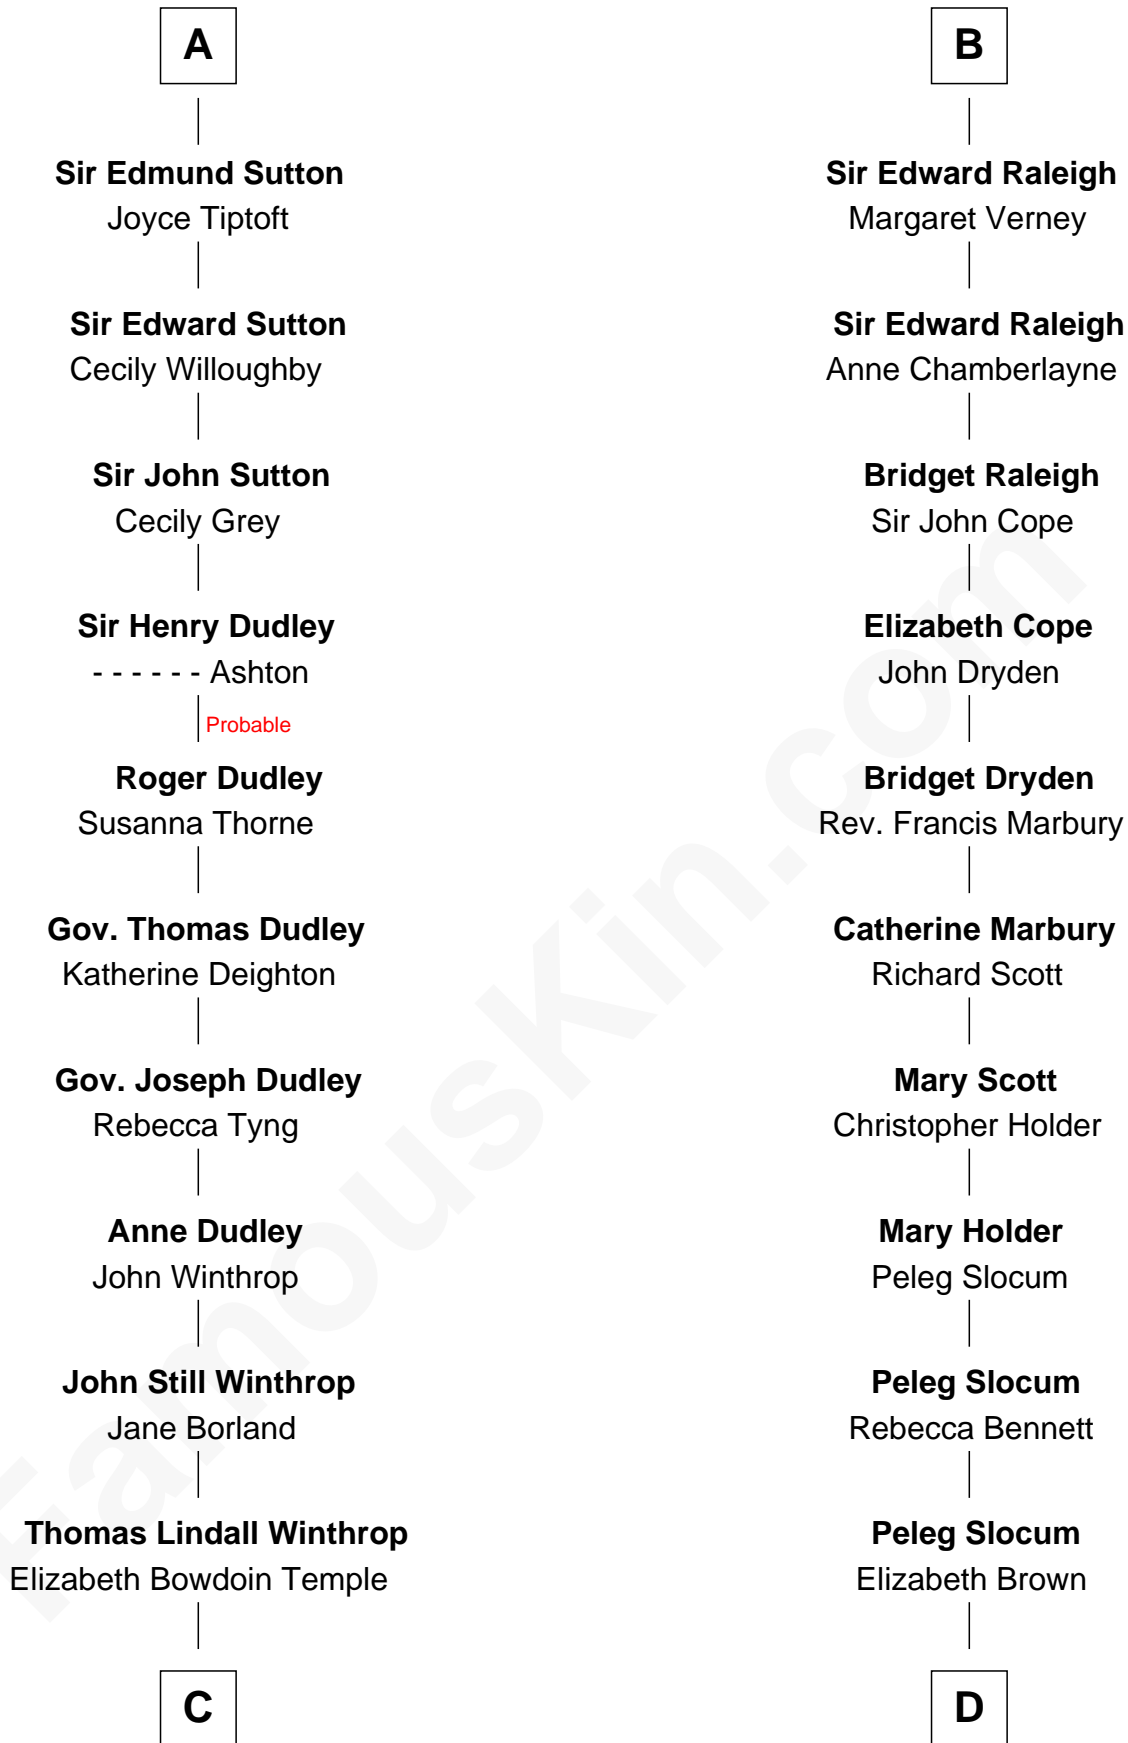 A
Sir Edmund Sutton
Joyce Tiptoft
Sir Edward Sutton
Cecily Willoughby
Sir John Sutton
Cecily Grey
Sir Henry Dudley
- - - - - - Ashton
Probable
Roger Dudley
Susanna Thorne
Gov. Thomas Dudley
Katherine Deighton
Gov. Joseph Dudley
Rebecca Tyng
Anne Dudley
John Winthrop
John Still Winthrop
Jane Borland
Thomas Lindall Winthrop
Elizabeth Bowdoin Temple
C
B
Sir Edward Raleigh
Margaret Verney
Sir Edward Raleigh
Anne Chamberlayne
Bridget Raleigh
Sir John Cope
Elizabeth Cope
John Dryden
Bridget Dryden
Rev. Francis Marbury
Catherine Marbury
Richard Scott
Mary Scott
Christopher Holder
Mary Holder
Peleg Slocum
Peleg Slocum
Rebecca Bennett
Peleg Slocum
Elizabeth Brown
D
FamousKin.com